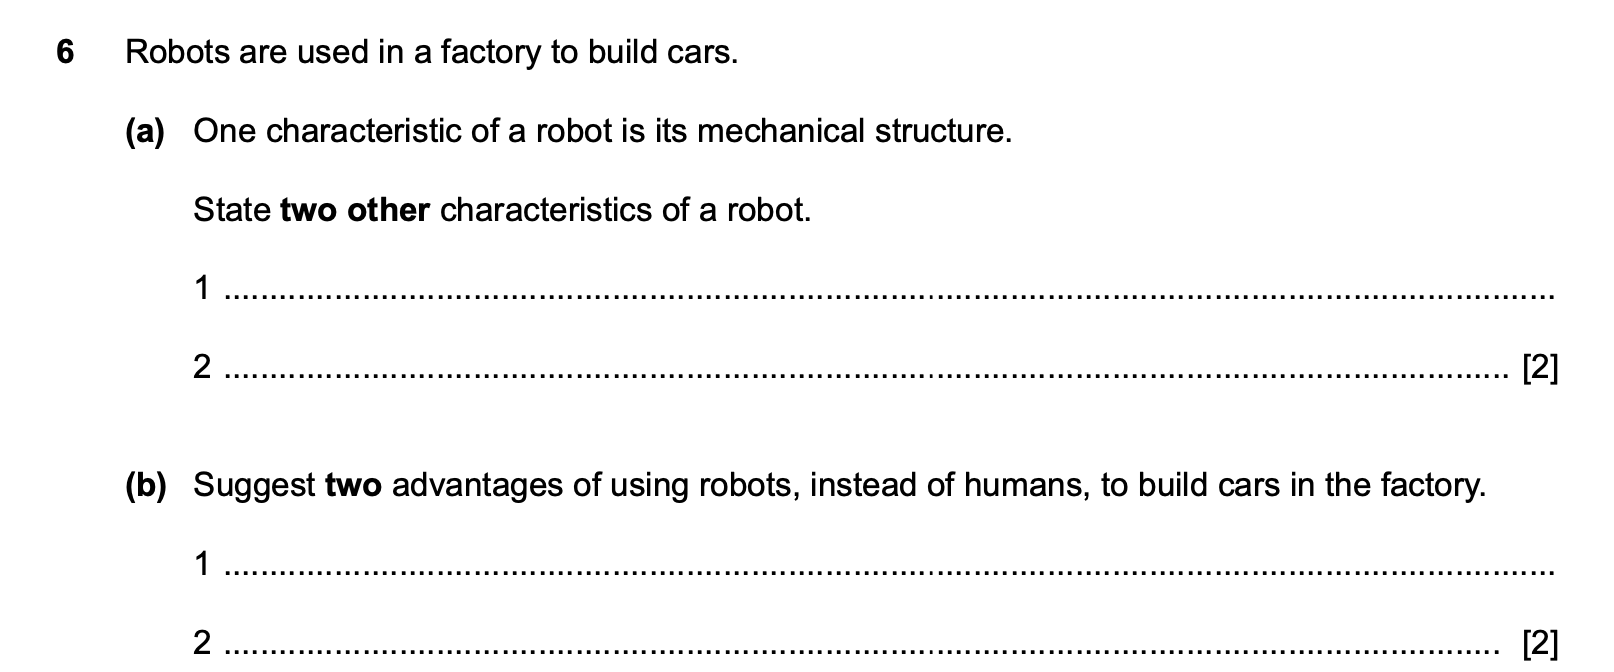 6 Robots are used in a factory to build cars.
(a) One characteristic of a robot is its mechanical structure.
State two other characteristics of a robot.
1 ..........................................................................................................................................
2 ..................................................................................................................................... [2]
(b) Suggest two advantages of using robots, instead of humans, to build cars in the factory.
1 ..........................................................................................................................................
2 ..................................................................................................................................... [2]